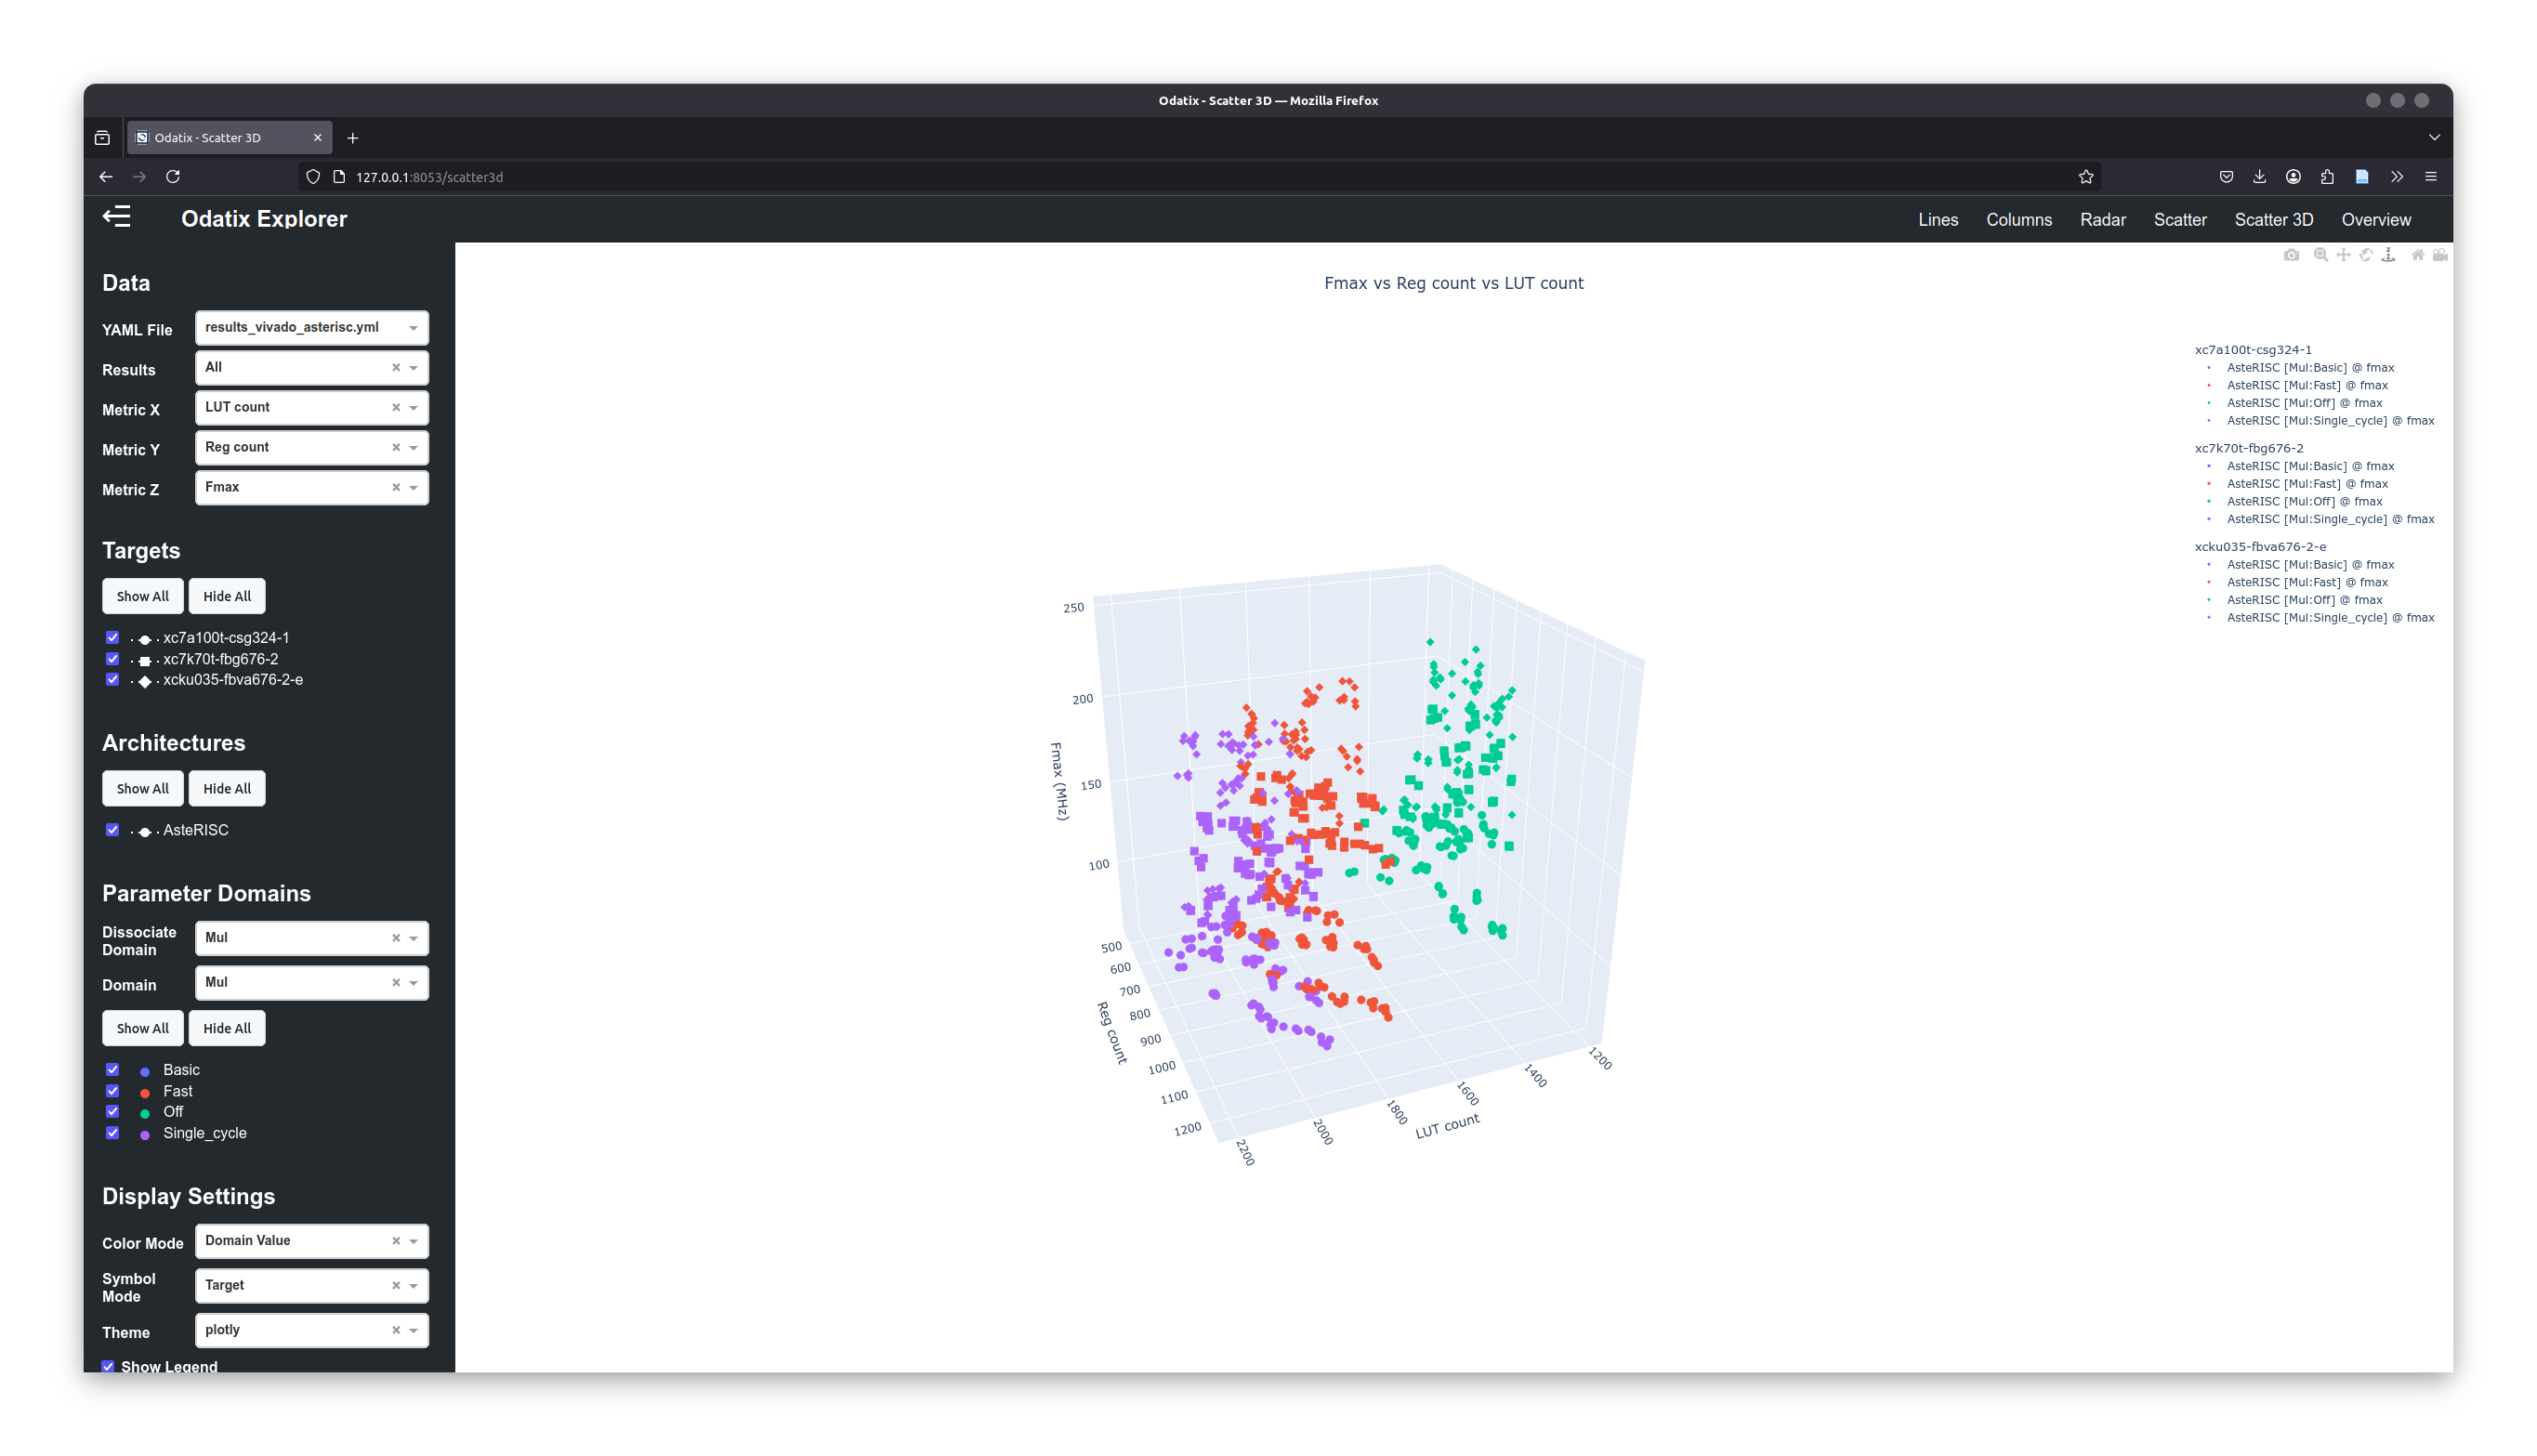 Odatix - Scatter 3D — Mozilla Firefox
Odatix - Scatter 3D
127.0.0.1:8053/scatter3d
Odatix Explorer
Lines Columns Radar Scatter Scatter 3D Overview
Data
YAML File results_vivado_asterisc.yml
Results All
Metric X LUT count
Metric Y Reg count
Metric Z Fmax
Targets
Show All Hide All
xc7a100t-csg324-1
xc7k70t-fbg676-2
xcku035-fbva676-2-e
Architectures
Show All Hide All
AsteRISC
Parameter Domains
Dissociate
Domain
Mul
Domain Mul
Show All Hide All
Basic
Fast
Off
Single_cycle
Display Settings
Color Mode Domain Value
Symbol
Mode
Target
Theme plotly
Show Legend
Fmax vs Reg count vs LUT count
250
200
150
100
Fmax (MHz)
500
600
700
800
900
1000
1100
1200
Reg count
2200
2000
1800
1600
1400
1200
LUT count
xc7a100t-csg324-1
AsteRISC [Mul:Basic] @ fmax
AsteRISC [Mul:Fast] @ fmax
AsteRISC [Mul:Off] @ fmax
AsteRISC [Mul:Single_cycle] @ fmax
xc7k70t-fbg676-2
AsteRISC [Mul:Basic] @ fmax
AsteRISC [Mul:Fast] @ fmax
AsteRISC [Mul:Off] @ fmax
AsteRISC [Mul:Single_cycle] @ fmax
xcku035-fbva676-2-e
AsteRISC [Mul:Basic] @ fmax
AsteRISC [Mul:Fast] @ fmax
AsteRISC [Mul:Off] @ fmax
AsteRISC [Mul:Single_cycle] @ fmax